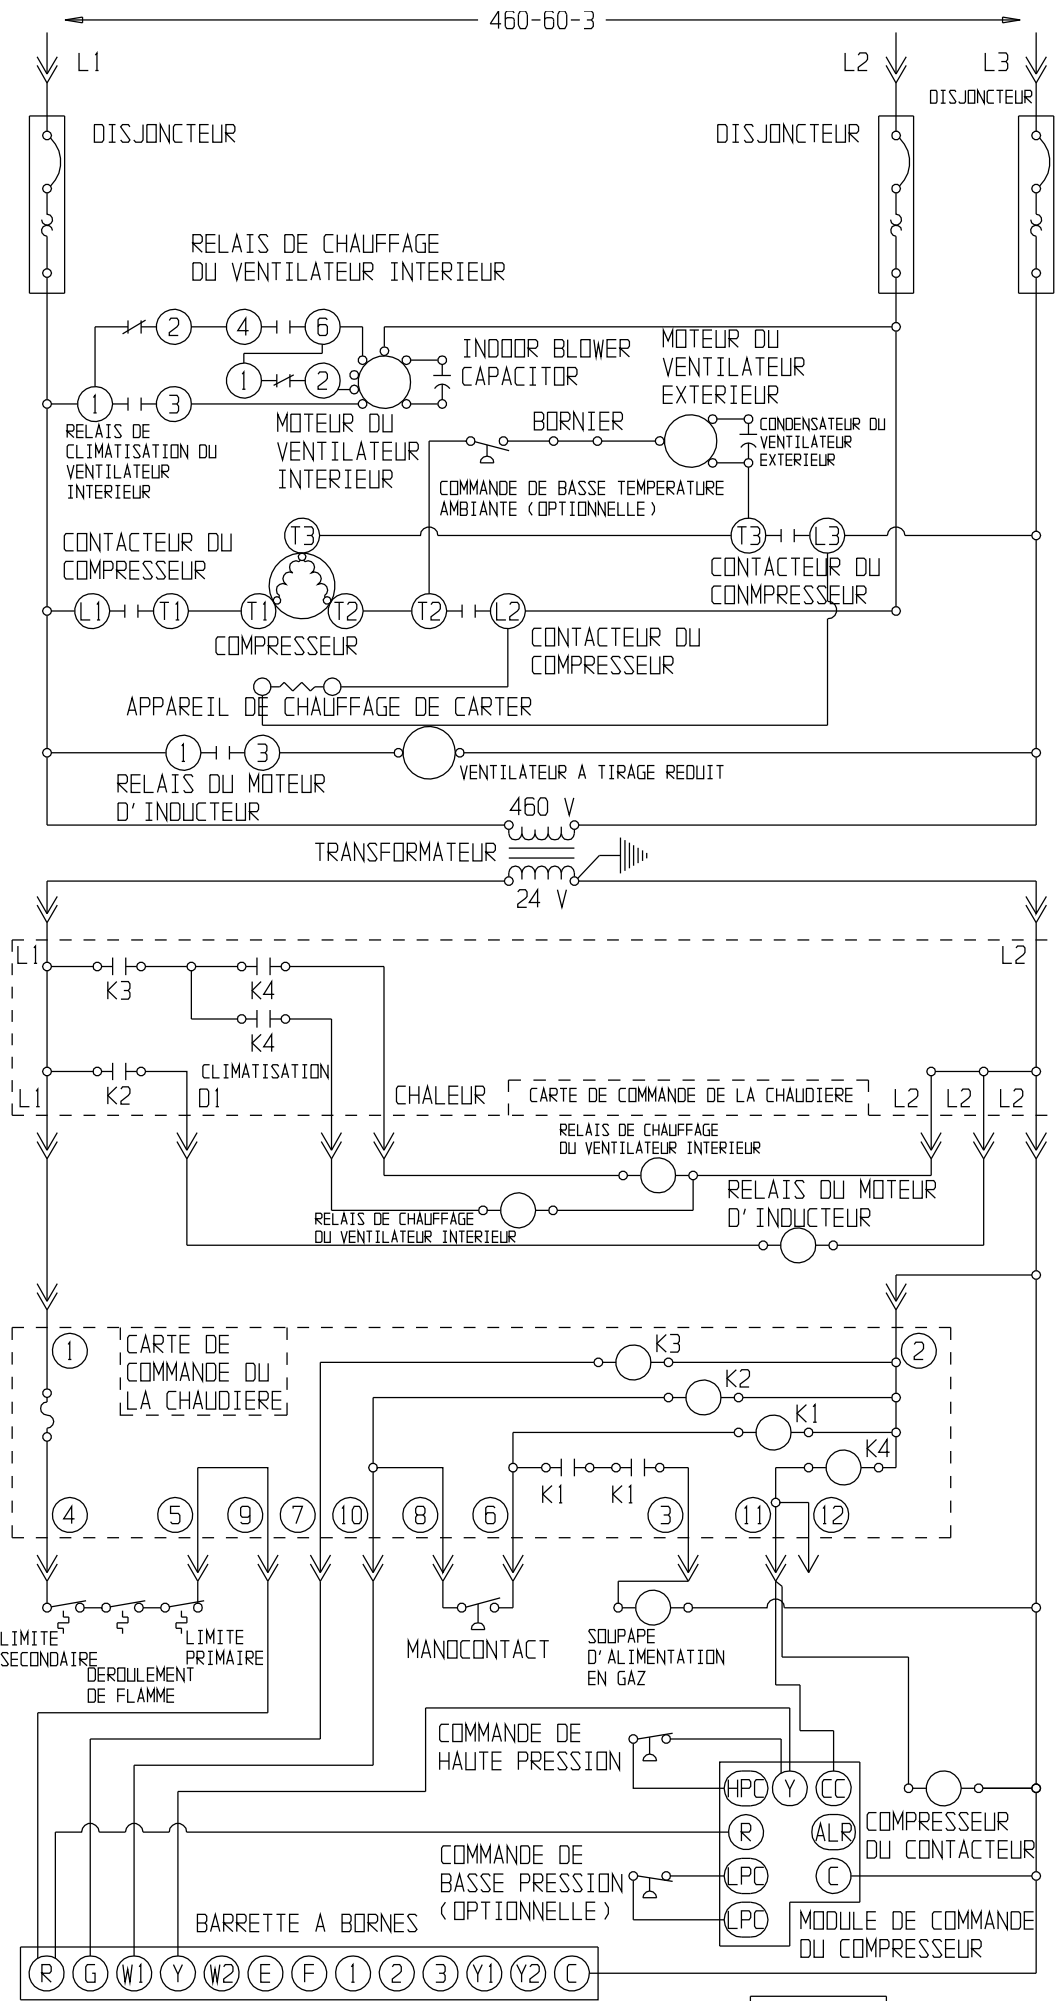 460-60-3
L1
L2
L3
DISJONCTEUR
DISJONCTEUR
DISJONCTEUR
RELAIS DE CHAUFFAGE
DU VENTILATEUR INTERIEUR
2
4
6
1
2
1
3
INDOOR BLOWER
CAPACITOR
MOTEUR DU
VENTILATEUR
EXTERIEUR
RELAIS DE
CLIMATISATION DU
VENTILATEUR
INTERIEUR
MOTEUR DU
VENTILATEUR
INTERIEUR
BORNIER
CONDENSATEUR DU
VENTILATEUR
EXTERIEUR
COMMANDE DE BASSE TEMPERATURE
AMBIANTE (OPTIONNELLE)
CONTACTEUR DU
COMPRESSEUR
T3
T3
L3
CONTACTEUR DU
CONMPRESSEUR
L1
T1
T1
T2
T2
L2
COMPRESSEUR
CONTACTEUR DU
COMPRESSEUR
APPAREIL DE CHAUFFAGE DE CARTER
1
3
RELAIS DU MOTEUR
D'INDUCTEUR
VENTILATEUR A TIRAGE REDUIT
460 V
TRANSFORMATEUR
24 V
L1
L2
K3
K4
K4
CLIMATISATION
L1
K2
D1
CHALEUR
CARTE DE COMMANDE DE LA CHAUDIERE
L2
L2
L2
RELAIS DE CHAUFFAGE
DU VENTILATEUR INTERIEUR
RELAIS DU MOTEUR
D'INDUCTEUR
RELAIS DE CHAUFFAGE
DU VENTILATEUR INTERIEUR
1
CARTE DE
COMMANDE DU
LA CHAUDIERE
K3
2
K2
K1
K4
K1
K1
4
5
9
7
10
8
6
3
11
12
LIMITE
SECONDAIRE
DEROULEMENT
DE FLAMME
LIMITE
PRIMAIRE
MANOCONTACT
SOUPAPE
D'ALIMENTATION
EN GAZ
COMMANDE DE
HAUTE PRESSION
HPC
Y
CC
R
ALR
LPC
C
LPC
COMPRESSEUR
DU CONTACTEUR
COMMANDE DE
BASSE PRESSION
(OPTIONNELLE)
MODULE DE COMMANDE
DU COMPRESSEUR
BARRETTE A BORNES
R
G
W1
Y
W2
E
F
1
2
3
Y1
Y2
C